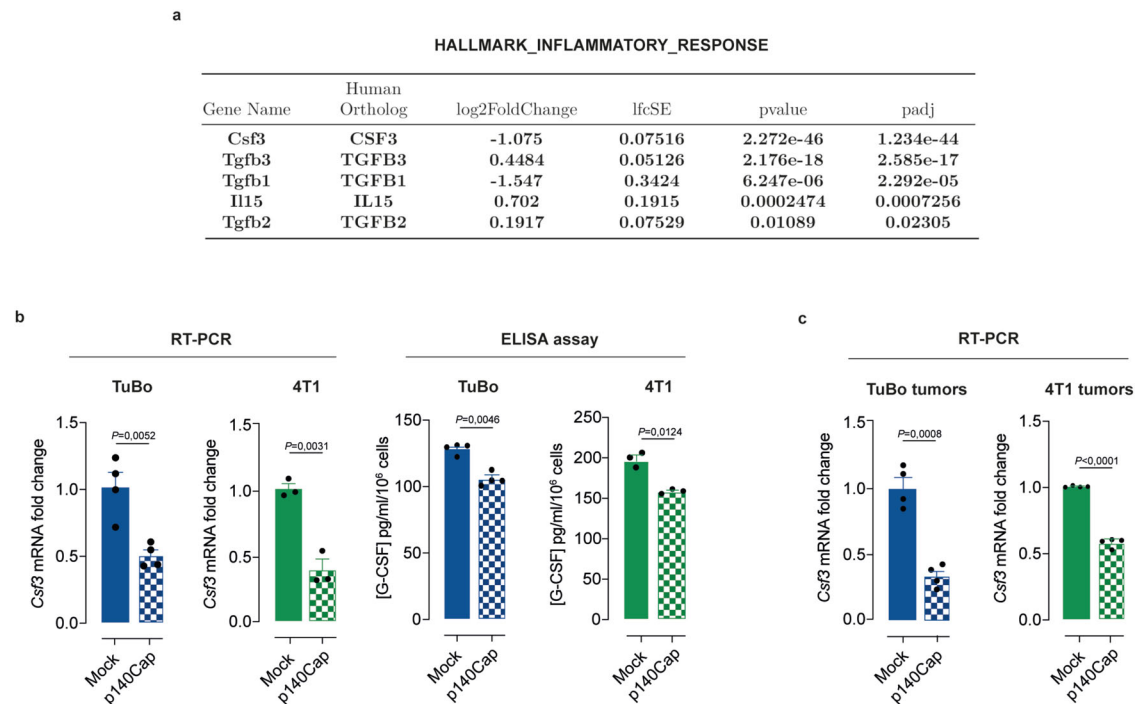 a
HALLMARK_INFLAMMATORY_RESPONSE
Gene Name Human Ortholog log2FoldChange lfcSE pvalue padj
Csf3 CSF3 -1.075 0.07516 2.272e-46 1.234e-44
Tgfb3 TGFB3 0.4484 0.05126 2.176e-18 2.585e-17
Tgfb1 TGFB1 -1.547 0.3424 6.247e-06 2.292e-05
Il15 IL15 0.702 0.1915 0.0002474 0.0007256
Tgfb2 TGFB2 0.1917 0.07529 0.01089 0.02305
b
RT-PCR
TuBo
Csf3 mRNA fold change
1.5
1.0
0.5
0.0
P=0,0052
Mock
p140Cap
4T1
Csf3 mRNA fold change
1.5
1.0
0.5
0.0
P=0,0031
Mock
p140Cap
ELISA assay
TuBo
[G-CSF] pg/ml/10⁶ cells
150
100
50
0
P=0,0046
Mock
p140Cap
4T1
[G-CSF] pg/ml/10⁶ cells
250
200
150
100
50
0
P=0,0124
Mock
p140Cap
c
RT-PCR
TuBo tumors
Csf3 mRNA fold change
1.5
1.0
0.5
0.0
P=0,0008
Mock
p140Cap
4T1 tumors
Csf3 mRNA fold change
1.5
1.0
0.5
0.0
P<0,0001
Mock
p140Cap